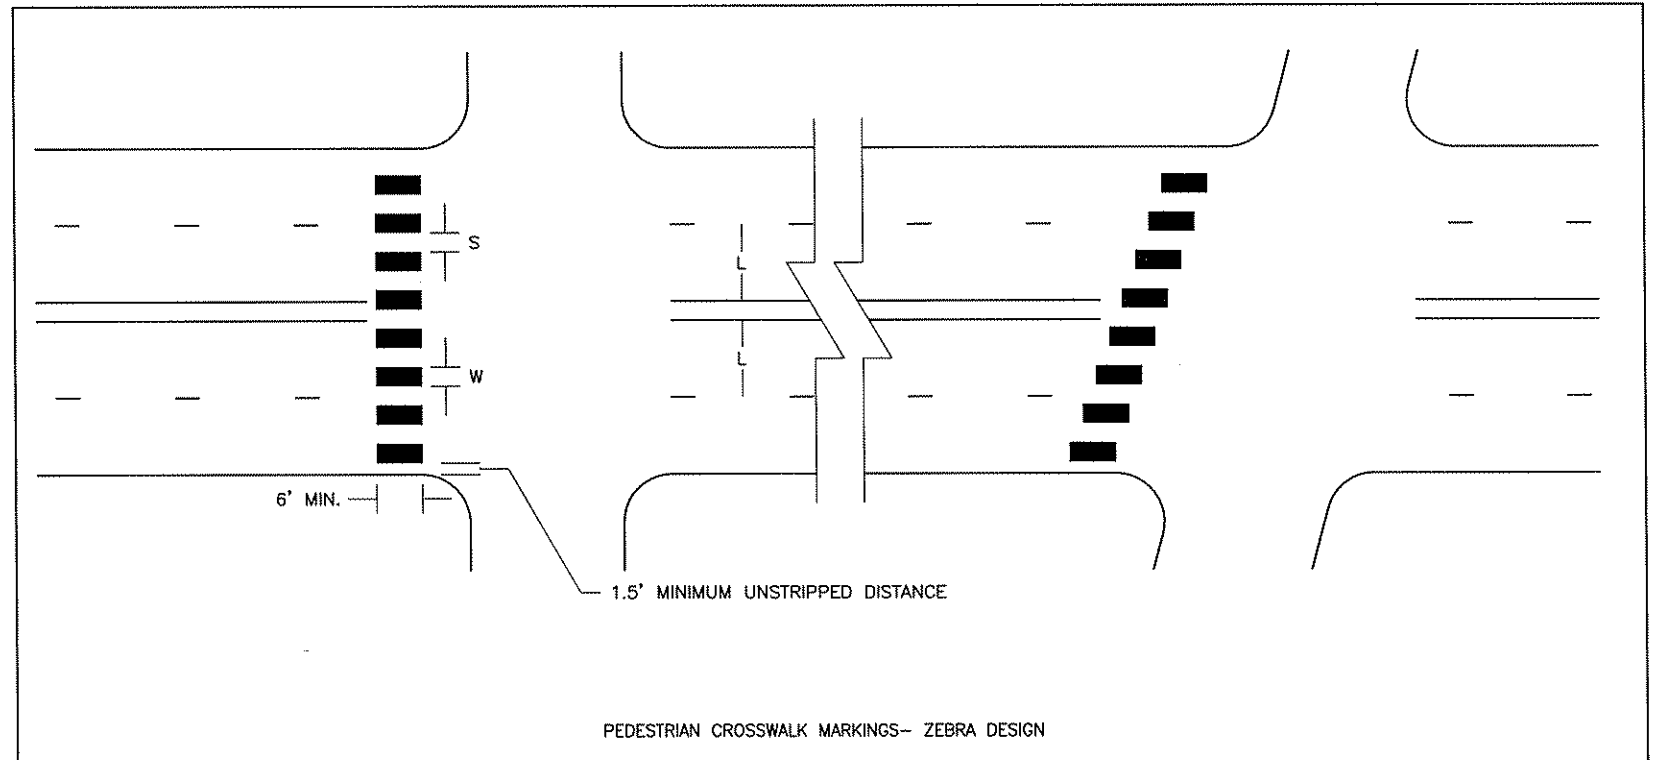 S
L
L
W
6' MIN.
1.5' MINIMUM UNSTRIPPED DISTANCE
PEDESTRIAN CROSSWALK MARKINGS– ZEBRA DESIGN